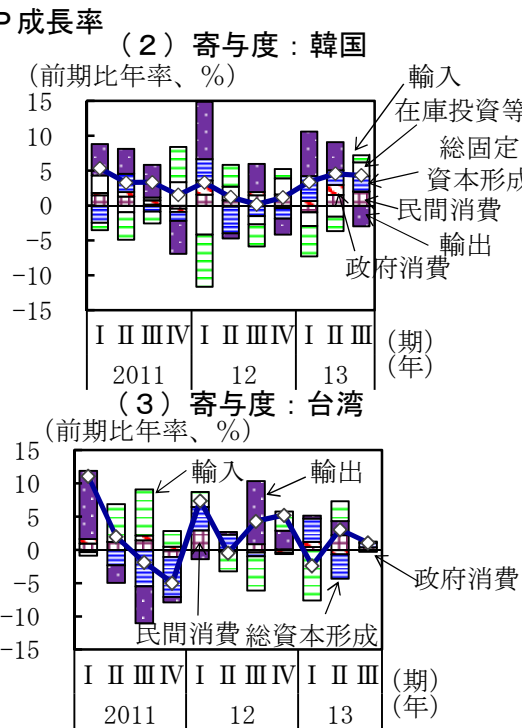 P成長率
(2)寄与度:韓国
(前期比年率、%)
15
10
5
0
-5
-10
-15
輸入
在庫投資等
総固定
資本形成
民間消費
輸出
政府消費
Ⅰ Ⅱ Ⅲ Ⅳ Ⅰ Ⅱ Ⅲ Ⅳ Ⅰ Ⅱ Ⅲ (期)
2011 12 13 (年)
(3)寄与度:台湾
(前期比年率、%)
15
10
5
0
-5
-10
-15
輸入
輸出
政府消費
民間消費
総資本形成
Ⅰ Ⅱ Ⅲ Ⅳ Ⅰ Ⅱ Ⅲ Ⅳ Ⅰ Ⅱ Ⅲ (期)
2011 12 13 (年)